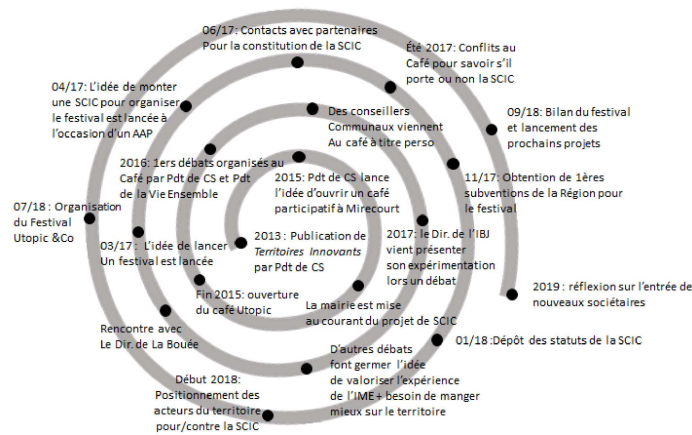 06/17: Contacts avec partenaires
Pour la constitution de la SCIC
Été 2017: Conflits au
Café pour savoir s'il
porte ou non la SCIC
04/17: L'idée de monter
une SCIC pour organiser
le festival est lancée à
l'occasion d'un AAP
09/18: Bilan du festival
et lancement des
prochains projets
Des conseillers
Communaux viennent
Au café à titre perso
2016: 1ers débats organisés au
Café par Pdt de CS et Pdt
de la Vie Ensemble
2015: Pdt de CS lance
l'idée d'ouvrir un café
participatif à Mirecourt
11/17: Obtention de 1ères
subventions de la Région pour
le festival
07/18 : Organisation
du Festival
Utopic &Co
03/17 : L'idée de lancer
Un festival est lancée
2013 : Publication de
Territoires Innovants
par Pdt de CS
2017: le Dir. de l'IBJ
vient présenter
son expérimentation
lors un débat
2019 : réflexion sur l'entrée de
nouveaux sociétaires
Fin 2015: ouverture
du café Utopic
La mairie est mise
au courant du projet de SCIC
Rencontre avec
Le Dir. de La Bouée
01/18 :Dépôt des statuts de la SCIC
D'autres débats
font germer l'idée
de valoriser l'expérience
de l'IME + besoin de manger
mieux sur le territoire
Début 2018:
Positionnement des
acteurs du territoire
pour/contre la SCIC